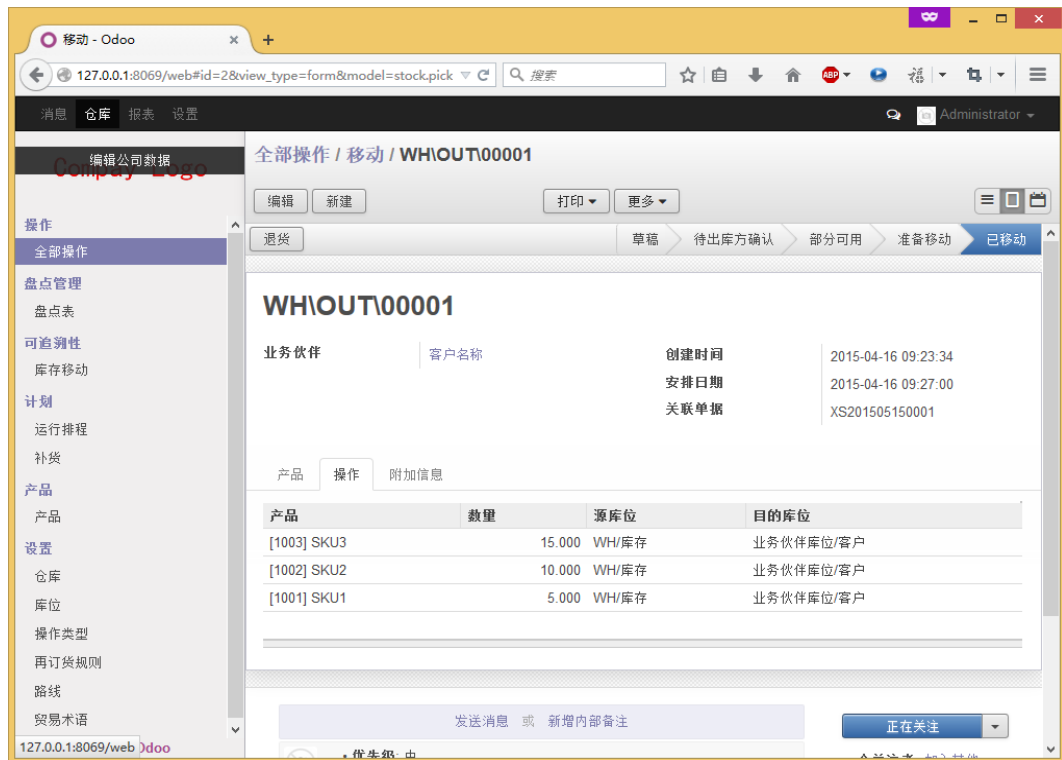 移动 - Odoo
127.0.0.1:8069/web#id=2&view_type=form&model=stock.pick
搜索
ABP
福
消息 仓库 报表 设置
Administrator
编辑公司数据
Compay Logo
操作
全部操作
盘点管理
盘点表
可追溯性
库存移动
计划
运行排程
补货
产品
产品
设置
仓库
库位
操作类型
再订货规则
路线
贸易术语
127.0.0.1:8069/web
Odoo
全部操作 / 移动 / WH\OUT\00001
编辑 新建 打印 更多
退货 草稿 待出库方确认 部分可用 准备移动 已移动
WH\OUT\00001
业务伙伴 客户名称 创建时间 2015-04-16 09:23:34
安排日期 2015-04-16 09:27:00
关联单据 XS201505150001
产品 操作 附加信息
产品 数量 源库位 目的库位
[1003] SKU3 15.000 WH/库存 业务伙伴库位/客户
[1002] SKU2 10.000 WH/库存 业务伙伴库位/客户
[1001] SKU1 5.000 WH/库存 业务伙伴库位/客户
发送消息 或 新增内部备注 正在关注
• 优先级: 中